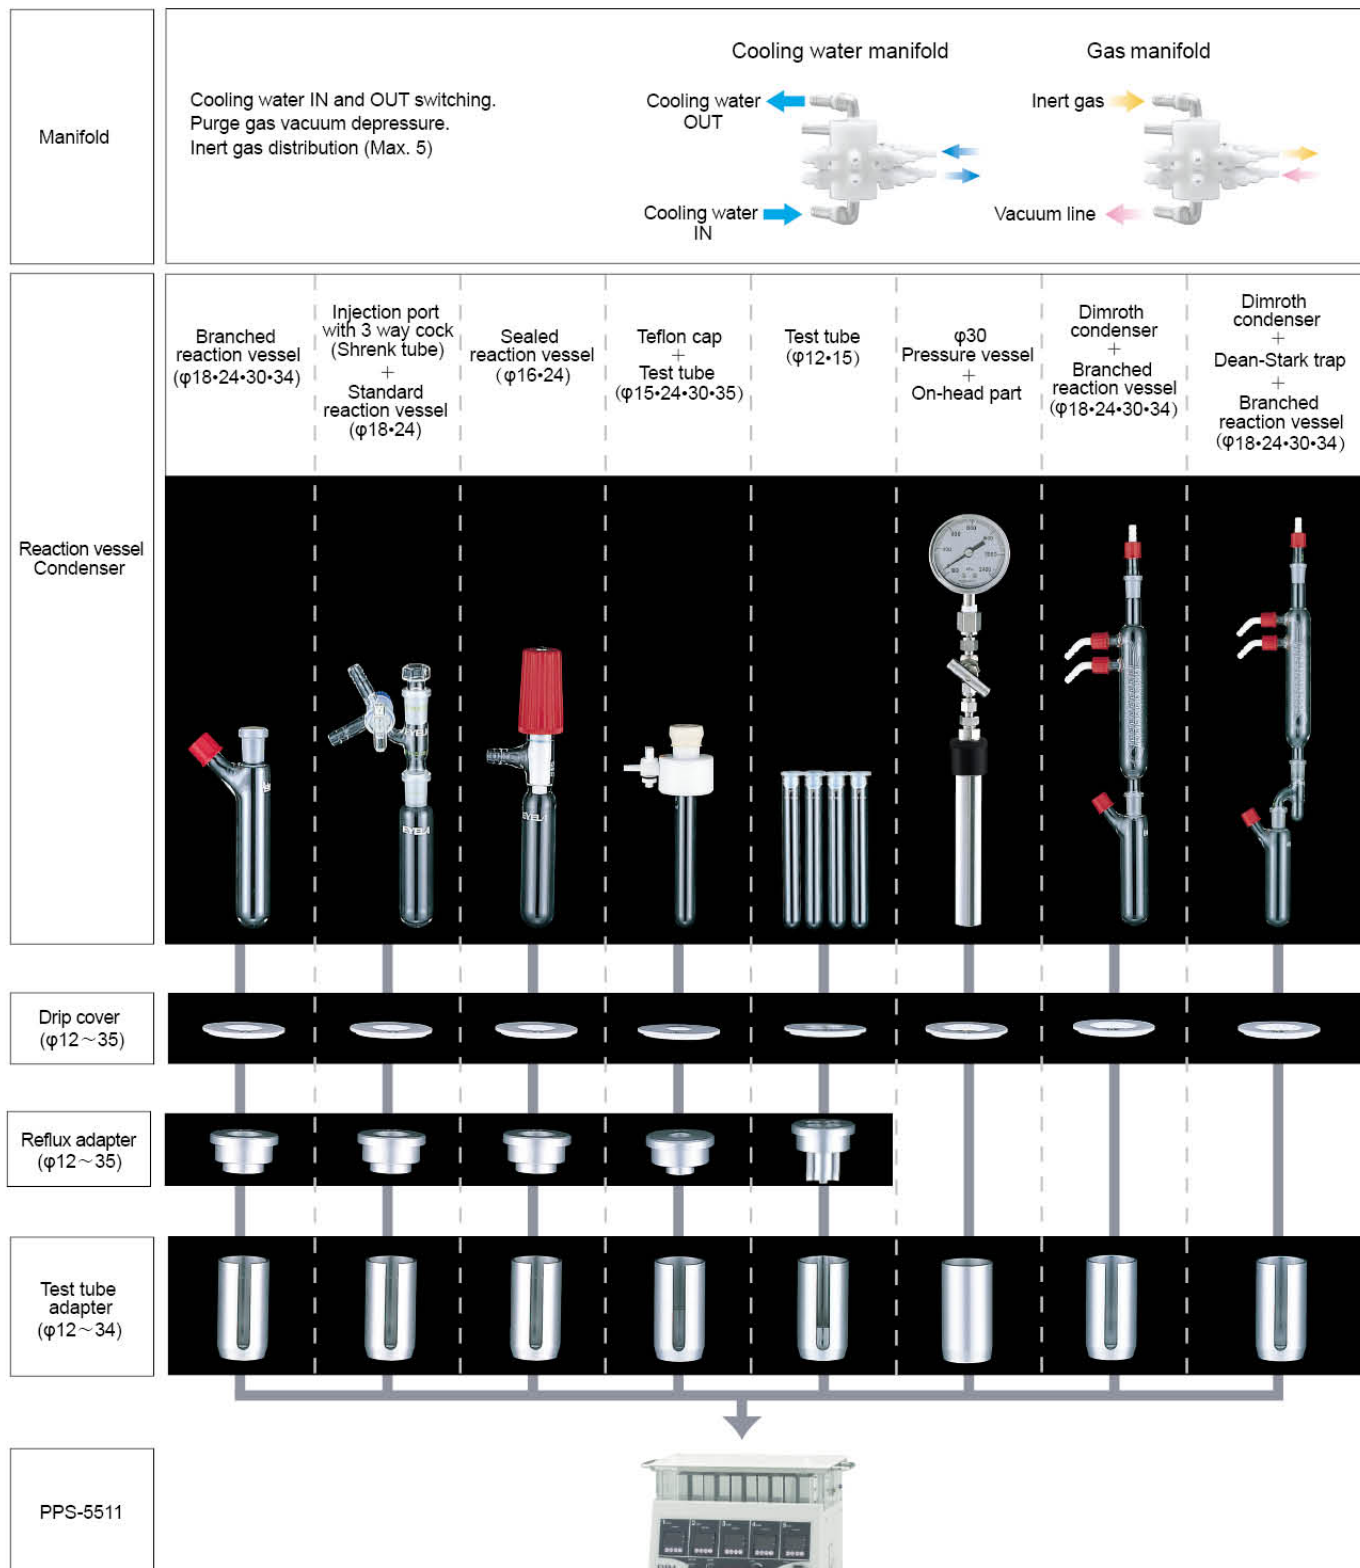 Manifold
Cooling water IN and OUT switching.
Purge gas vacuum depressure.
Inert gas distribution (Max. 5)
Cooling water manifold
Cooling water
OUT
Cooling water
IN
Gas manifold
Inert gas
Vacuum line
Reaction vessel
Condenser
Branched
reaction vessel
(φ18•24•30•34)
Injection port
with 3 way cock
(Shrenk tube)
+
Standard
reaction vessel
(φ18•24)
Sealed
reaction vessel
(φ16•24)
Teflon cap
+
Test tube
(φ15•24•30•35)
Test tube
(φ12•15)
φ30
Pressure vessel
+
On-head part
Dimroth
condenser
+
Branched
reaction vessel
(φ18•24•30•34)
Dimroth
condenser
+
Dean-Stark trap
+
Branched
reaction vessel
(φ18•24•30•34)
EYELA
Drip cover
(φ12～35)
Reflux adapter
(φ12～35)
Test tube
adapter
(φ12～34)
PPS-5511